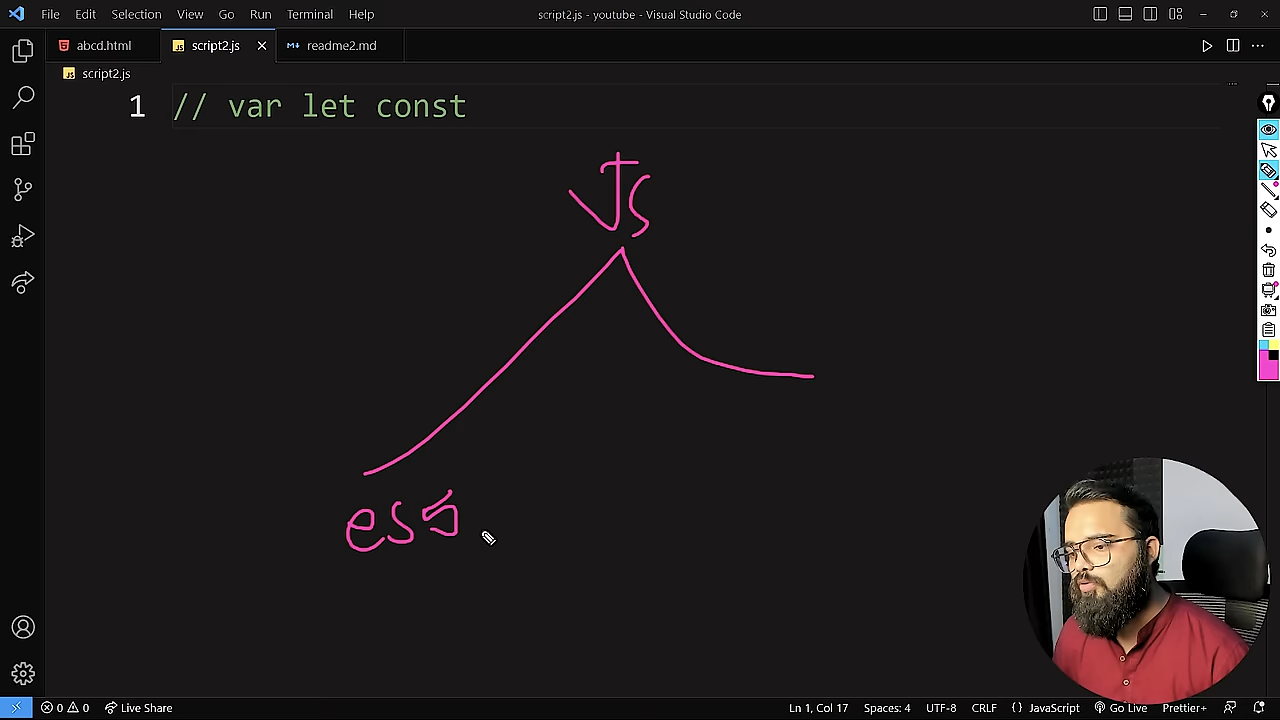 File Edit Selection View Go Run Terminal Help script2.js - youtube - Visual Studio Code
abcd.html JS script2.js readme2.md
JS script2.js
1 // var let const
Js
es5
0 0 Live Share Ln 1, Col 17 Spaces: 4 UTF-8 CRLF {} JavaScript Go Live Prettier+